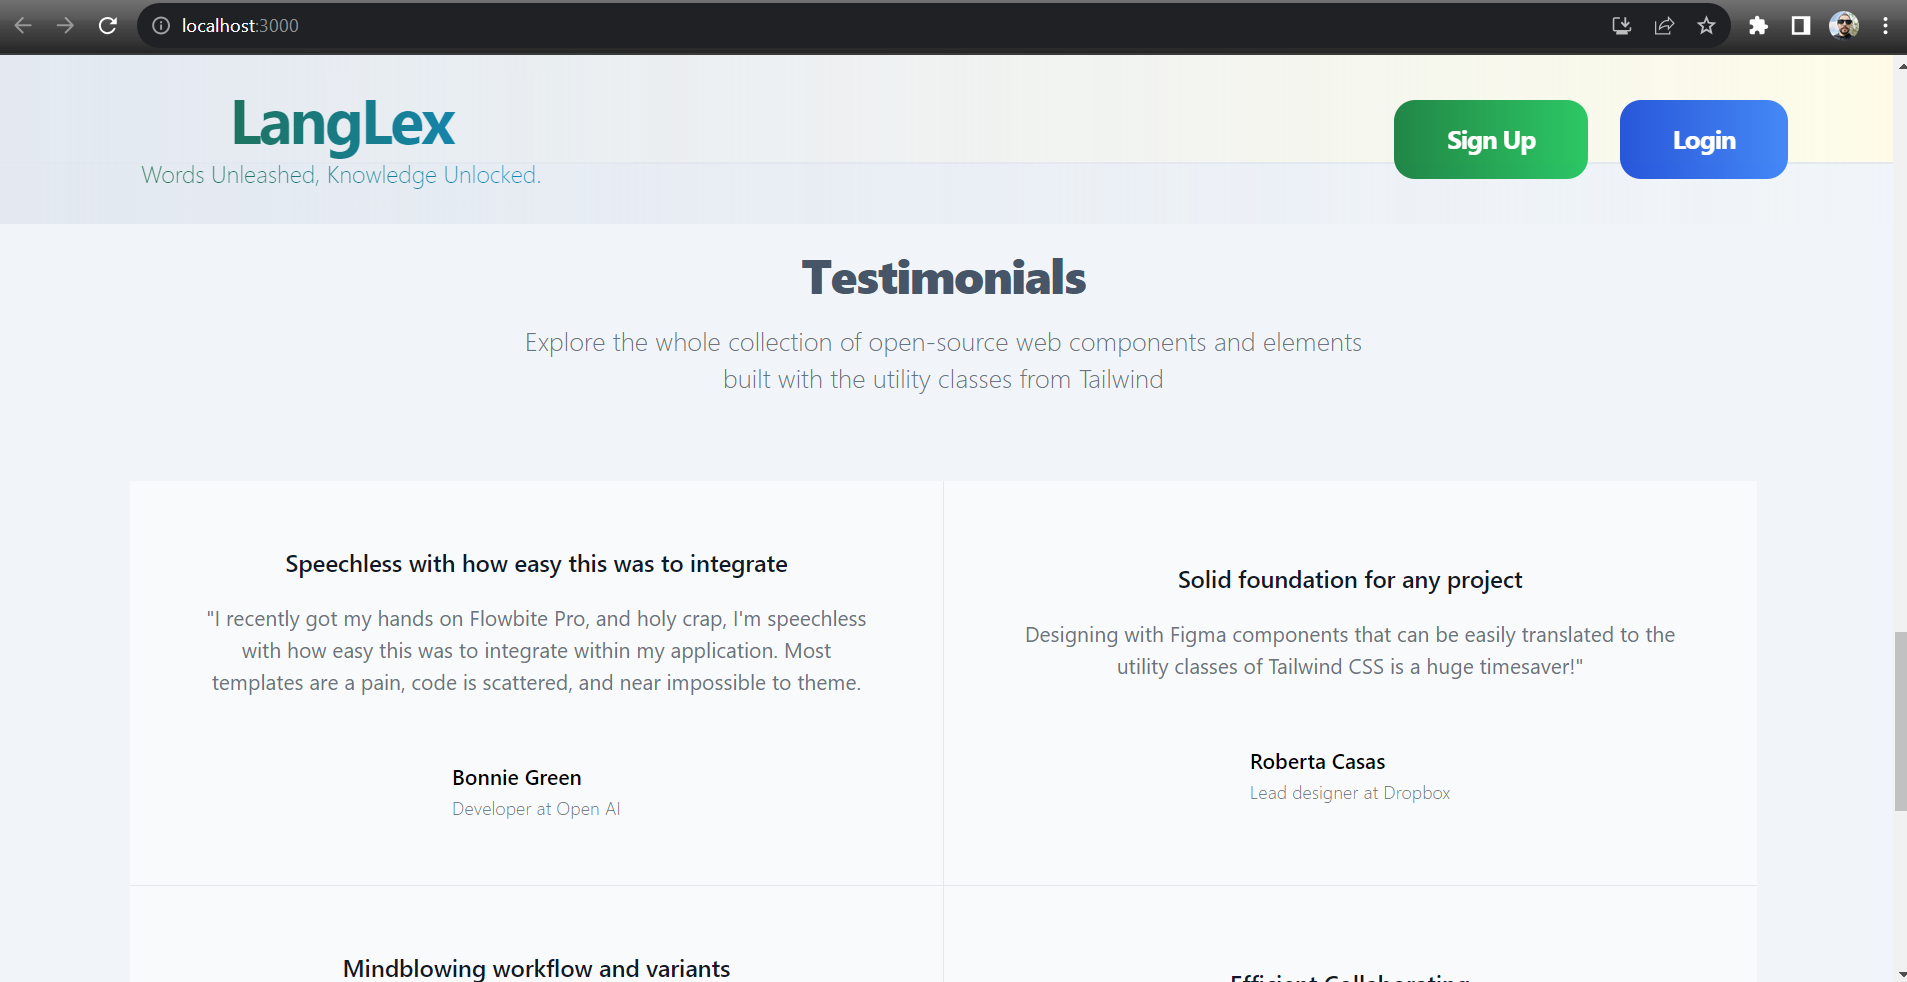 localhost:3000
LangLex
Words Unleashed, Knowledge Unlocked.
Sign Up
Login
Testimonials
Explore the whole collection of open-source web components and elements
built with the utility classes from Tailwind
Speechless with how easy this was to integrate
"I recently got my hands on Flowbite Pro, and holy crap, I'm speechless
with how easy this was to integrate within my application. Most
templates are a pain, code is scattered, and near impossible to theme.
Bonnie Green
Developer at Open AI
Solid foundation for any project
Designing with Figma components that can be easily translated to the
utility classes of Tailwind CSS is a huge timesaver!"
Roberta Casas
Lead designer at Dropbox
Mindblowing workflow and variants
Efficient Collaborating